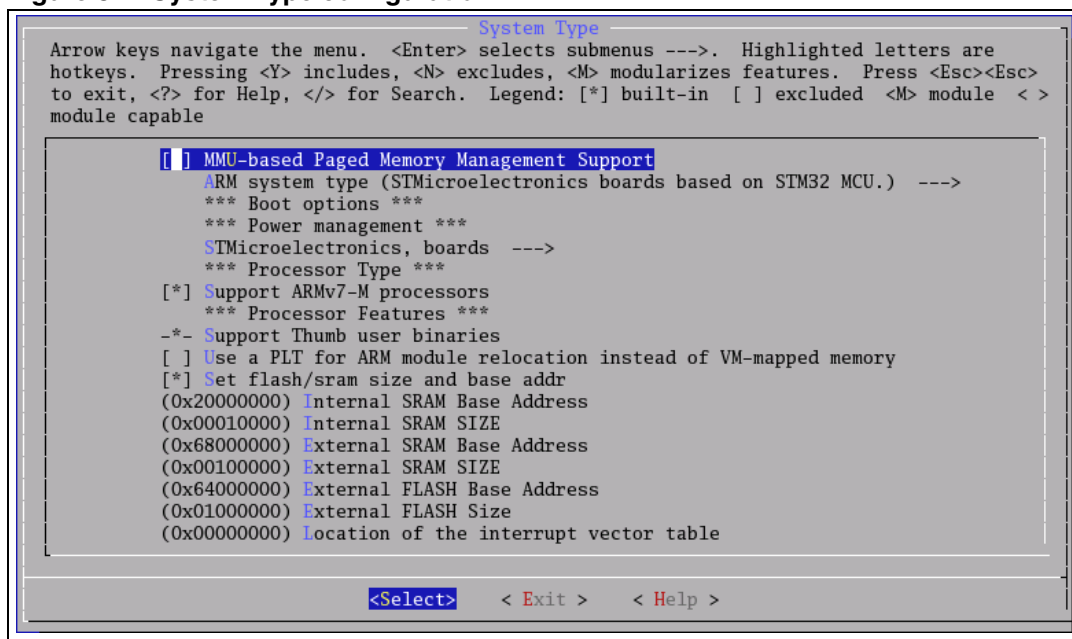 System Type
Arrow keys navigate the menu.  <Enter> selects submenus --->.  Highlighted letters are
hotkeys.  Pressing <Y> includes, <N> excludes, <M> modularizes features.  Press <Esc><Esc>
to exit, <?> for Help, </> for Search.  Legend: [*] built-in  [ ] excluded  <M> module  < >
module capable
[ ] MMU-based Paged Memory Management Support
ARM system type (STMicroelectronics boards based on STM32 MCU.)  --->
*** Boot options ***
*** Power management ***
STMicroelectronics, boards  --->
*** Processor Type ***
[*] Support ARMv7-M processors
*** Processor Features ***
-*- Support Thumb user binaries
[ ] Use a PLT for ARM module relocation instead of VM-mapped memory
[*] Set flash/sram size and base addr
(0x20000000) Internal SRAM Base Address
(0x00010000) Internal SRAM SIZE
(0x68000000) External SRAM Base Address
(0x00100000) External SRAM SIZE
(0x64000000) External FLASH Base Address
(0x01000000) External FLASH Size
(0x00000000) Location of the interrupt vector table
<Select>    < Exit >    < Help >